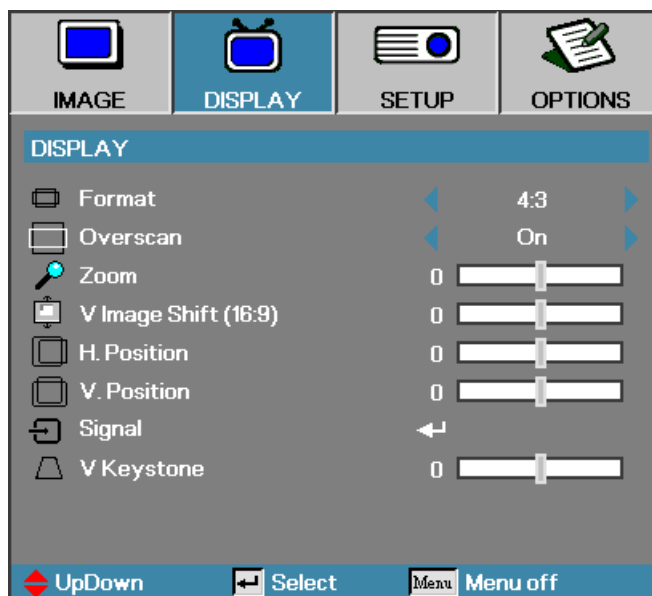 IMAGE DISPLAY SETUP OPTIONS
DISPLAY
Format 4:3
Overscan On
Zoom 0
V Image Shift (16:9) 0
H. Position 0
V. Position 0
Signal
V Keystone 0
UpDown Select Menu Menu off